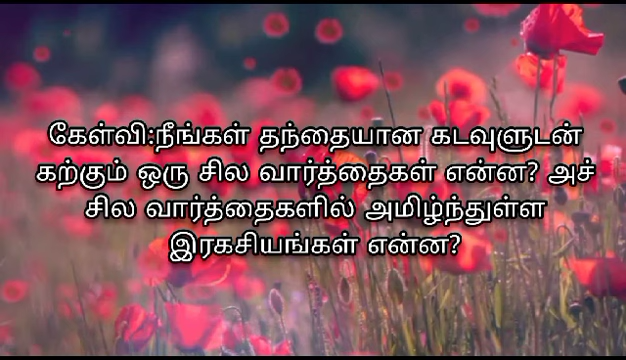 கேள்வி:நீங்கள் தந்தையான கடவுளுடன்
கற்கும் ஒரு சில வார்த்தைகள் என்ன? அச்
சில வார்த்தைகளில் அமிழ்ந்துள்ள
இரகசியங்கள் என்ன?